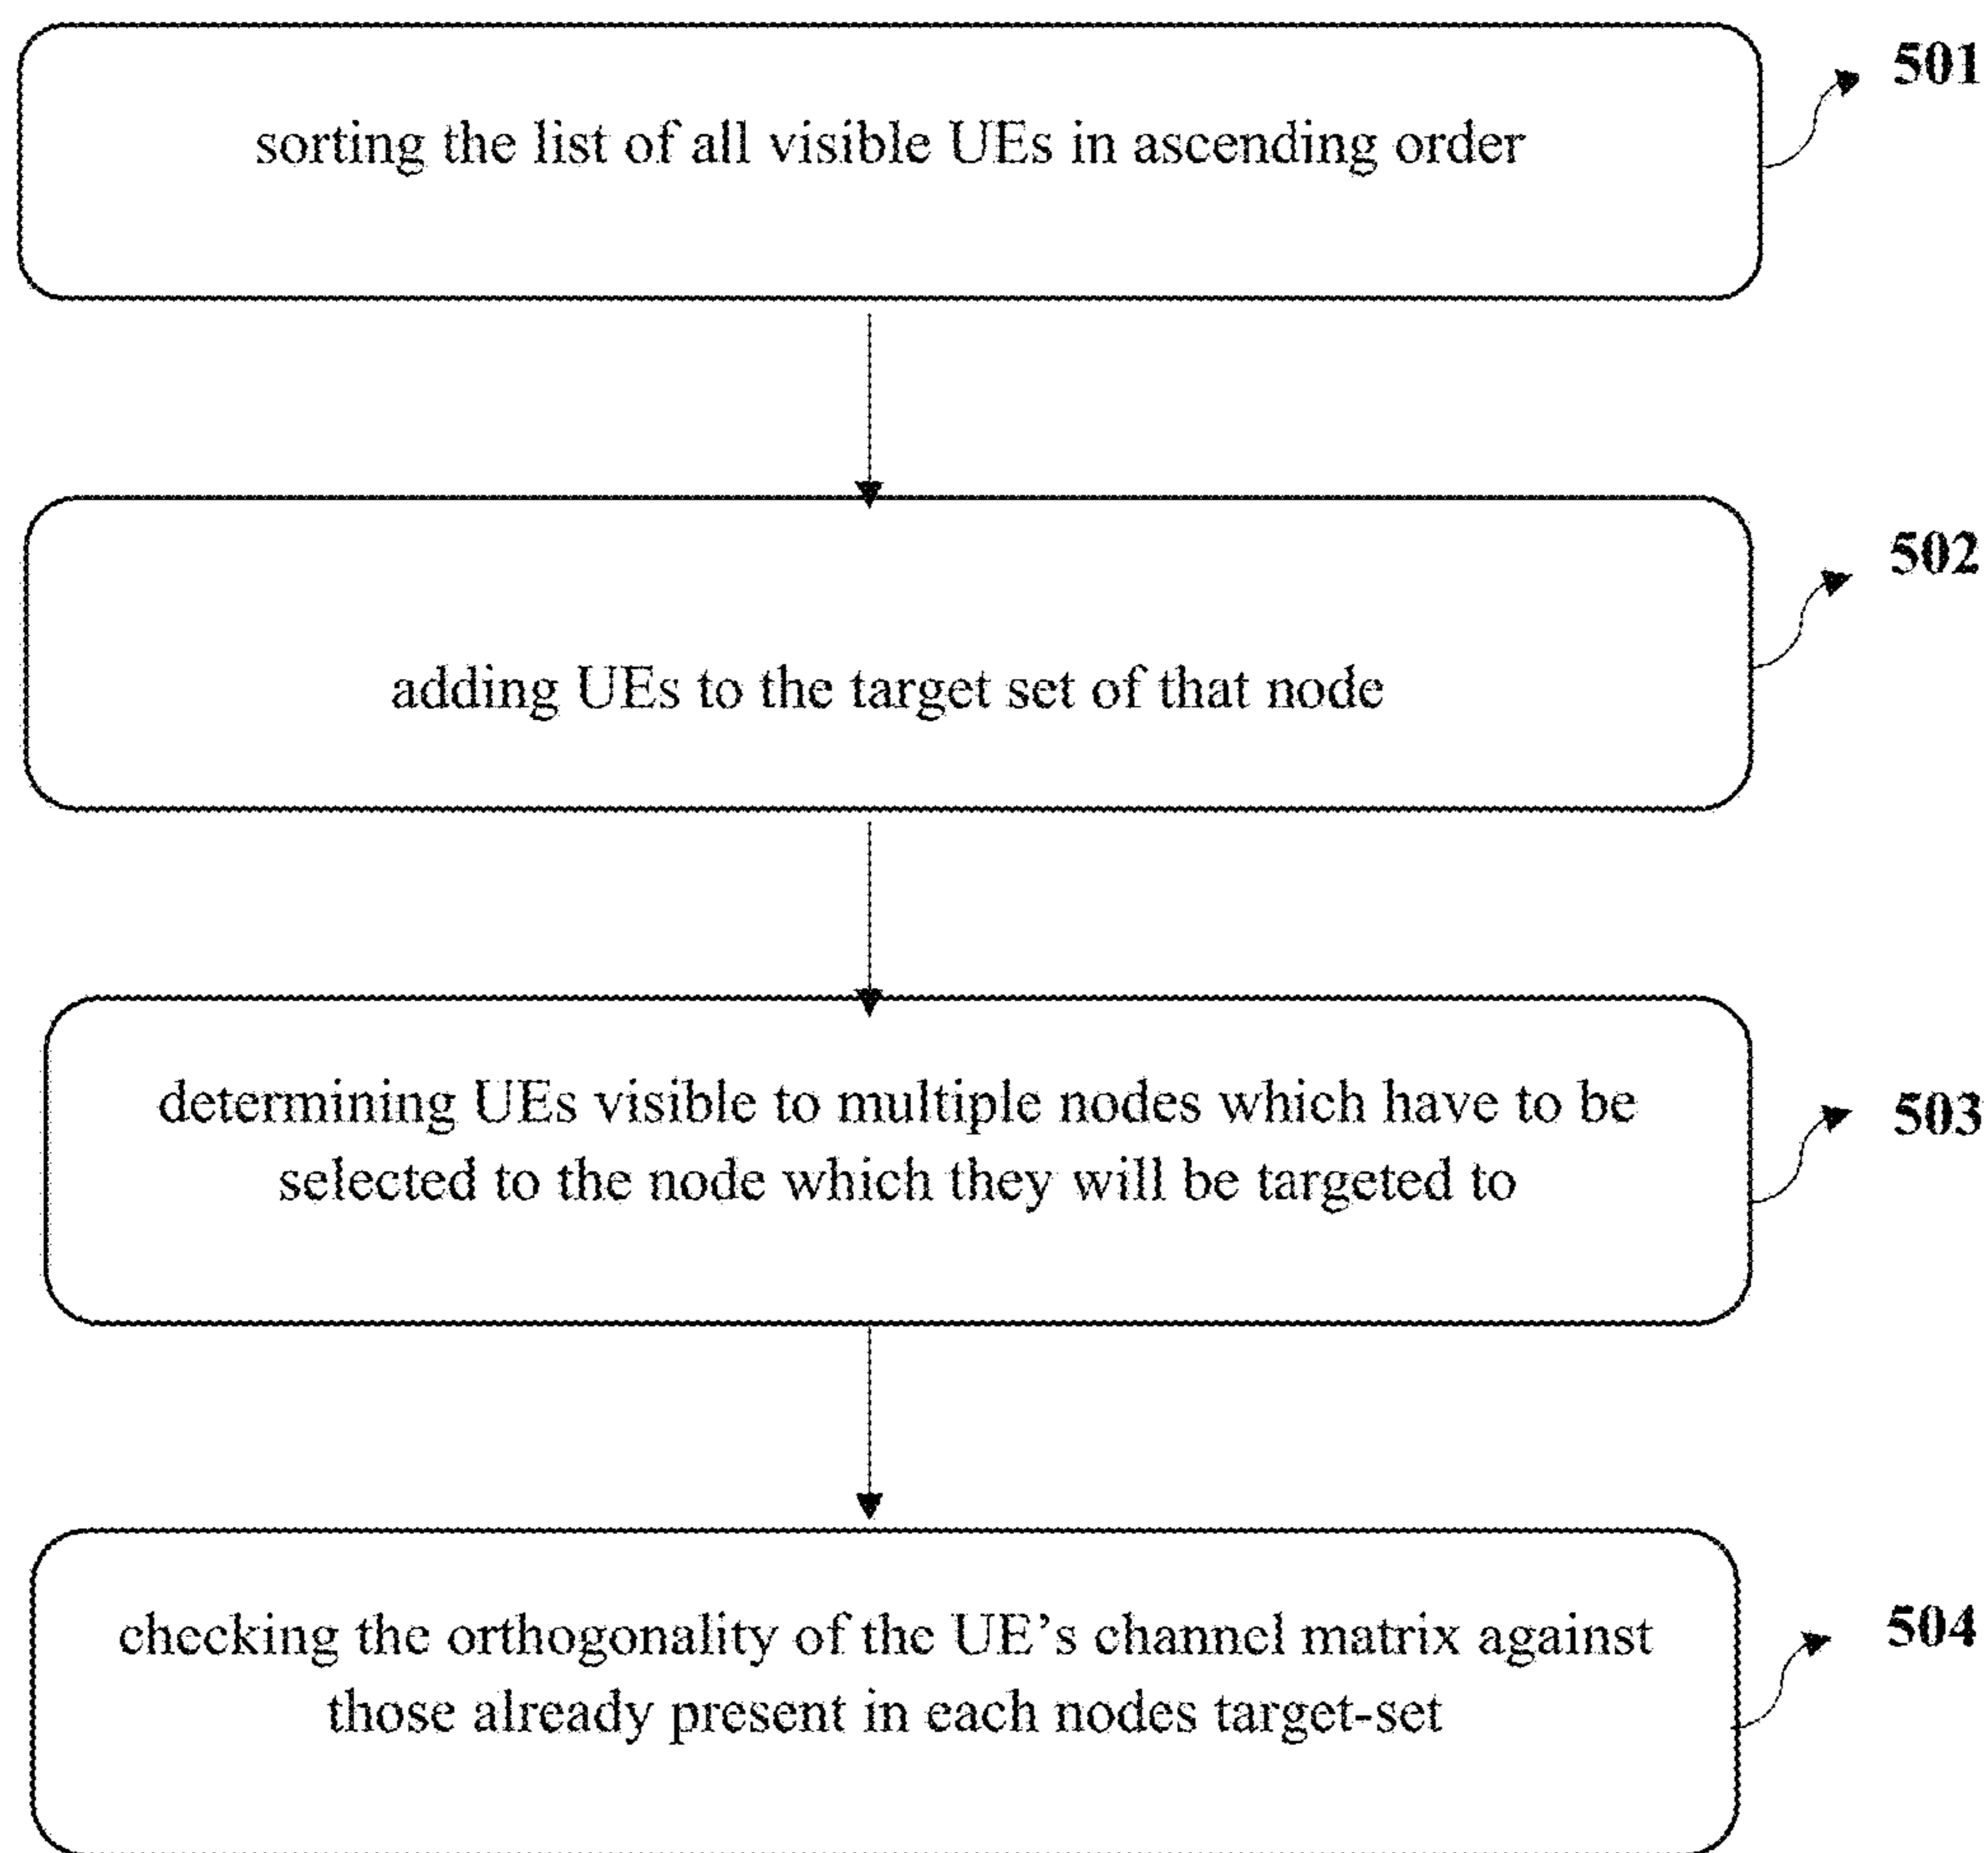 501
sorting the list of all visible UEs in ascending order
502
adding UEs to the target set of that node
503
determining UEs visible to multiple nodes which have to be
selected to the node which they will be targeted to
504
checking the orthogonality of the UE's channel matrix against
those already present in each nodes target-set